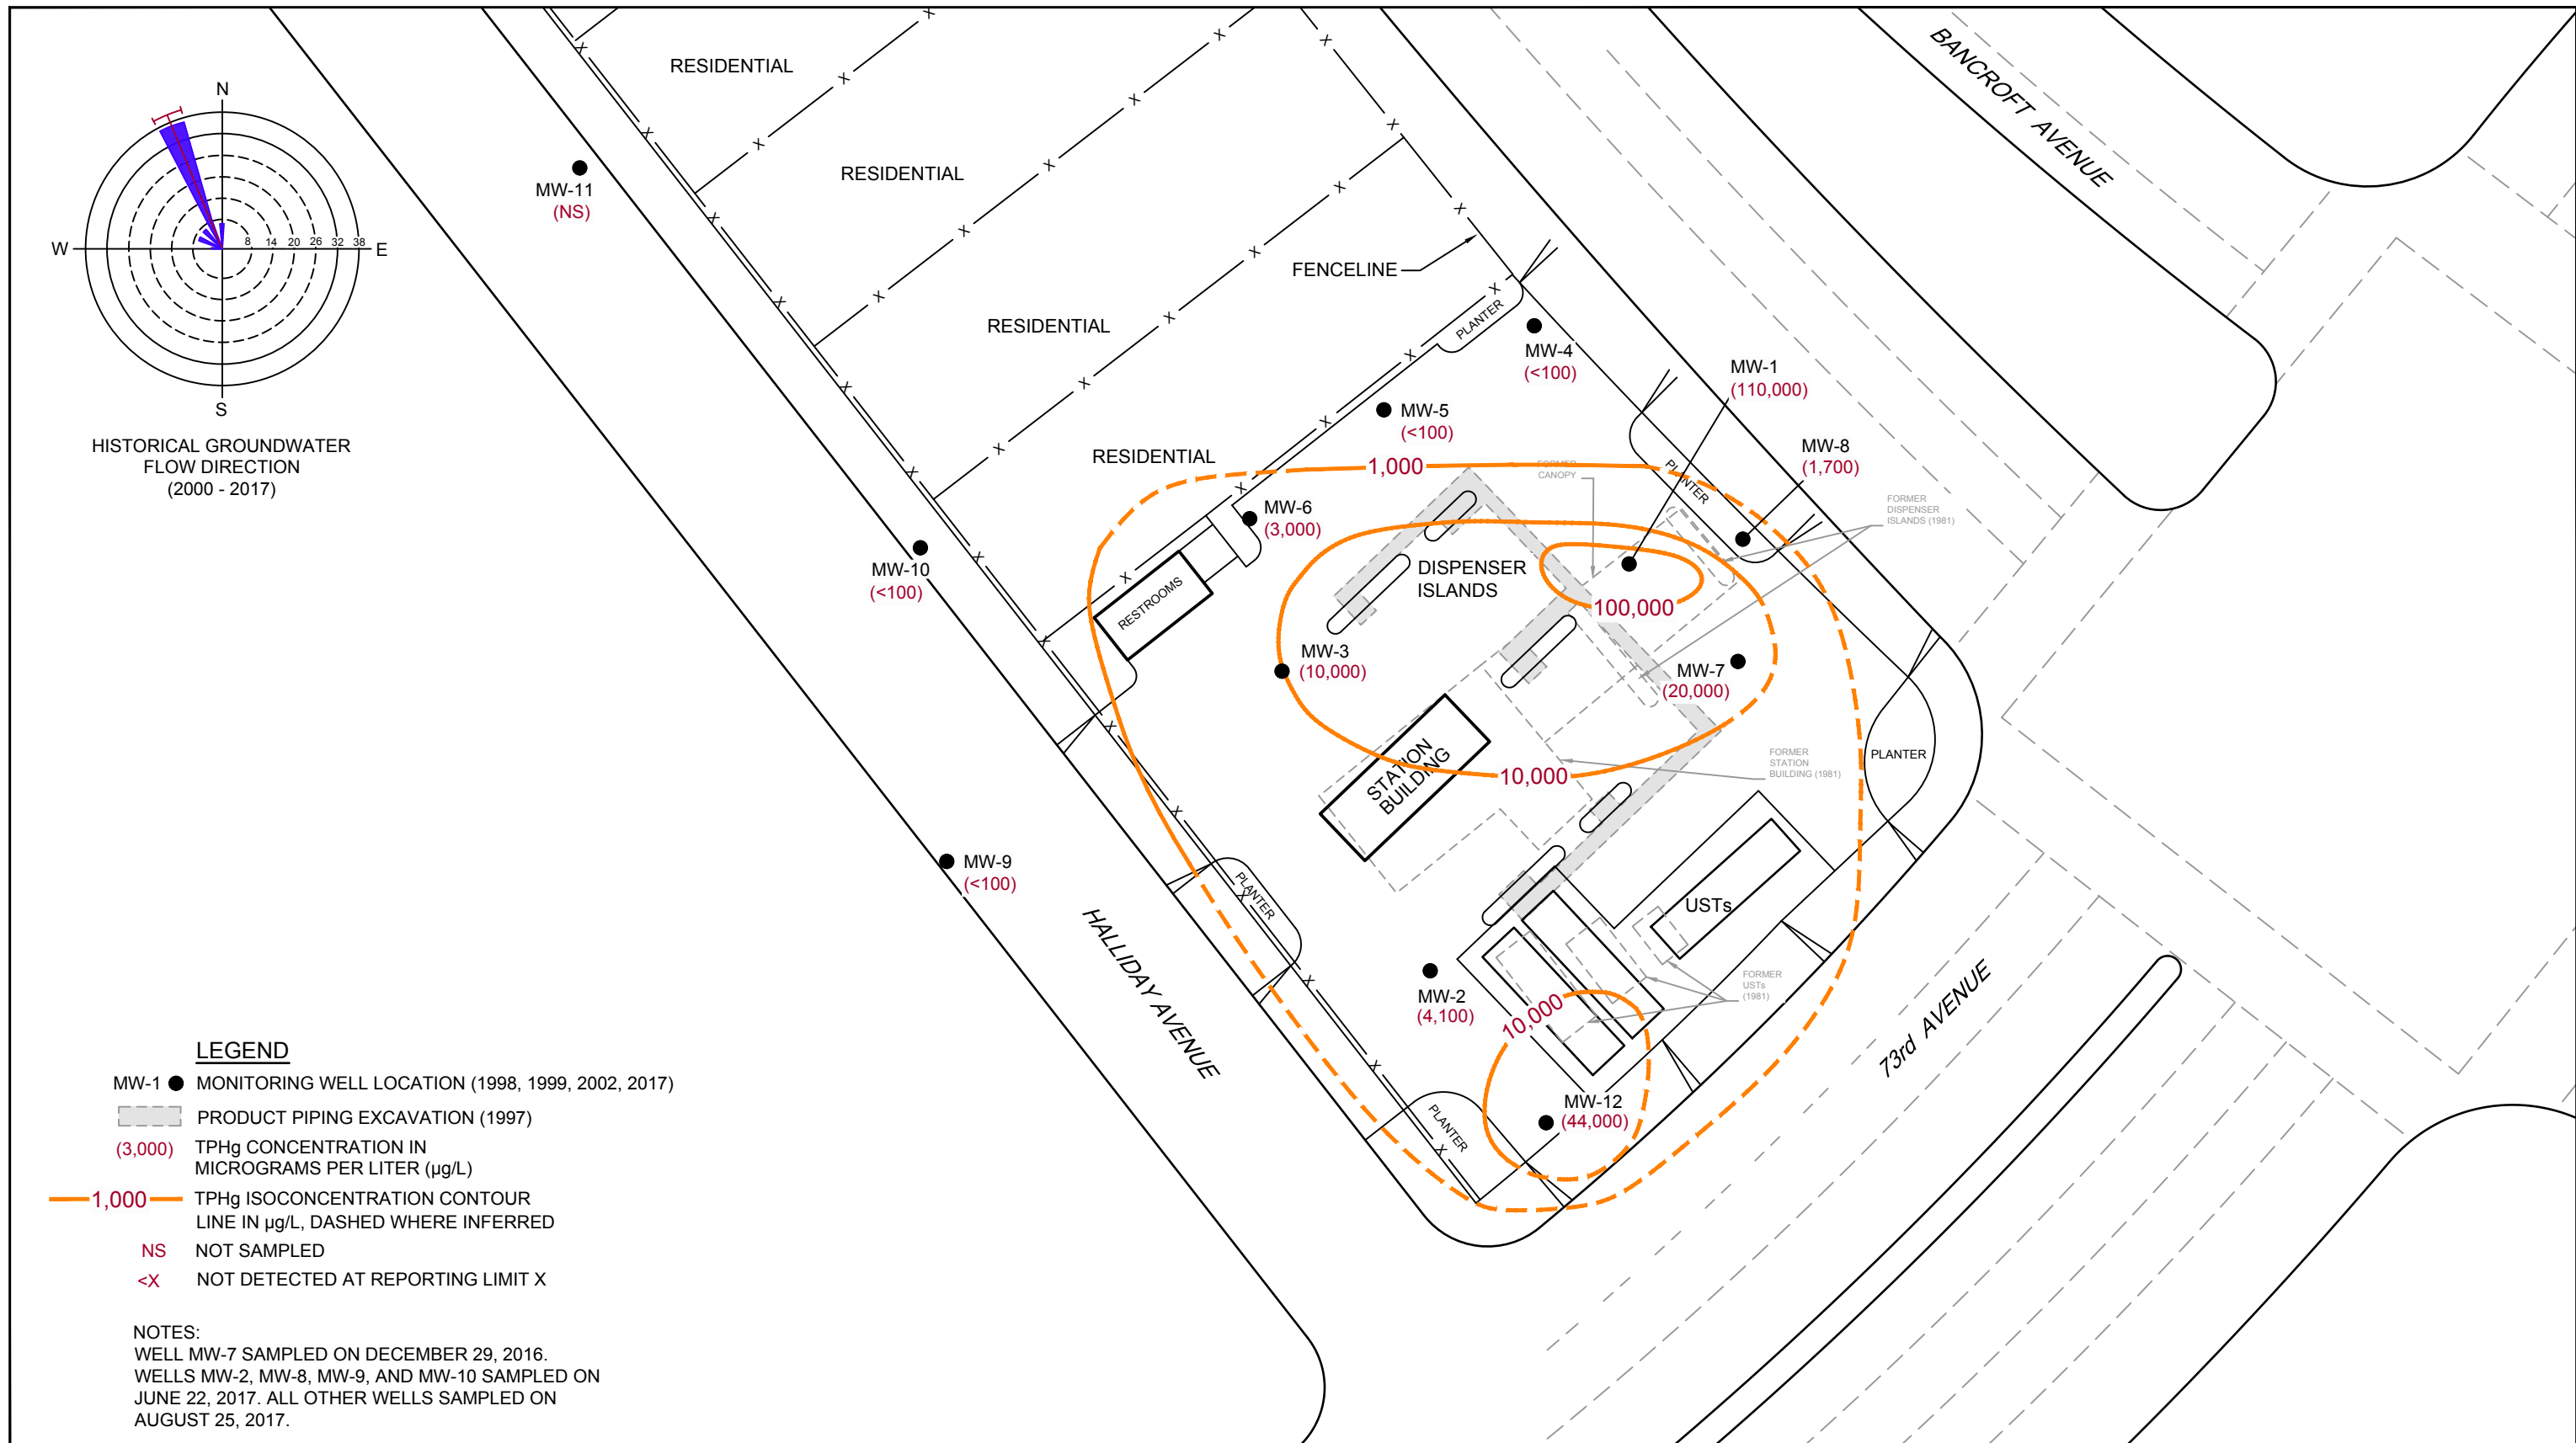 BANCROFT AVENUE
RESIDENTIAL
N
W
E
S
8 14 20 26 32 38
HISTORICAL GROUNDWATER
FLOW DIRECTION
(2000 - 2017)
MW-11
(NS)
RESIDENTIAL
FENCELINE
RESIDENTIAL
PLANTER
MW-4
(<100)
MW-1
(110,000)
MW-5
(<100)
RESIDENTIAL
1,000
FORMER
CANOPY
PLANTER
MW-8
(1,700)
FORMER
DISPENSER
ISLANDS (1981)
MW-6
(3,000)
MW-10
(<100)
RESTROOMS
DISPENSER
ISLANDS
100,000
MW-3
(10,000)
MW-7
(20,000)
STATION
BUILDING
10,000
FORMER
STATION
BUILDING (1981)
PLANTER
MW-9
(<100)
PLANTER
HALLIDAY AVENUE
USTs
MW-2
(4,100)
10,000
FORMER
USTs
(1981)
73rd AVENUE
PLANTER
MW-12
(44,000)
LEGEND
MW-1 MONITORING WELL LOCATION (1998, 1999, 2002, 2017)
PRODUCT PIPING EXCAVATION (1997)
(3,000) TPHg CONCENTRATION IN
MICROGRAMS PER LITER (µg/L)
1,000 TPHg ISOCONCENTRATION CONTOUR
LINE IN µg/L, DASHED WHERE INFERRED
NS NOT SAMPLED
<X NOT DETECTED AT REPORTING LIMIT X
NOTES:
WELL MW-7 SAMPLED ON DECEMBER 29, 2016.
WELLS MW-2, MW-8, MW-9, AND MW-10 SAMPLED ON
JUNE 22, 2017. ALL OTHER WELLS SAMPLED ON
AUGUST 25, 2017.